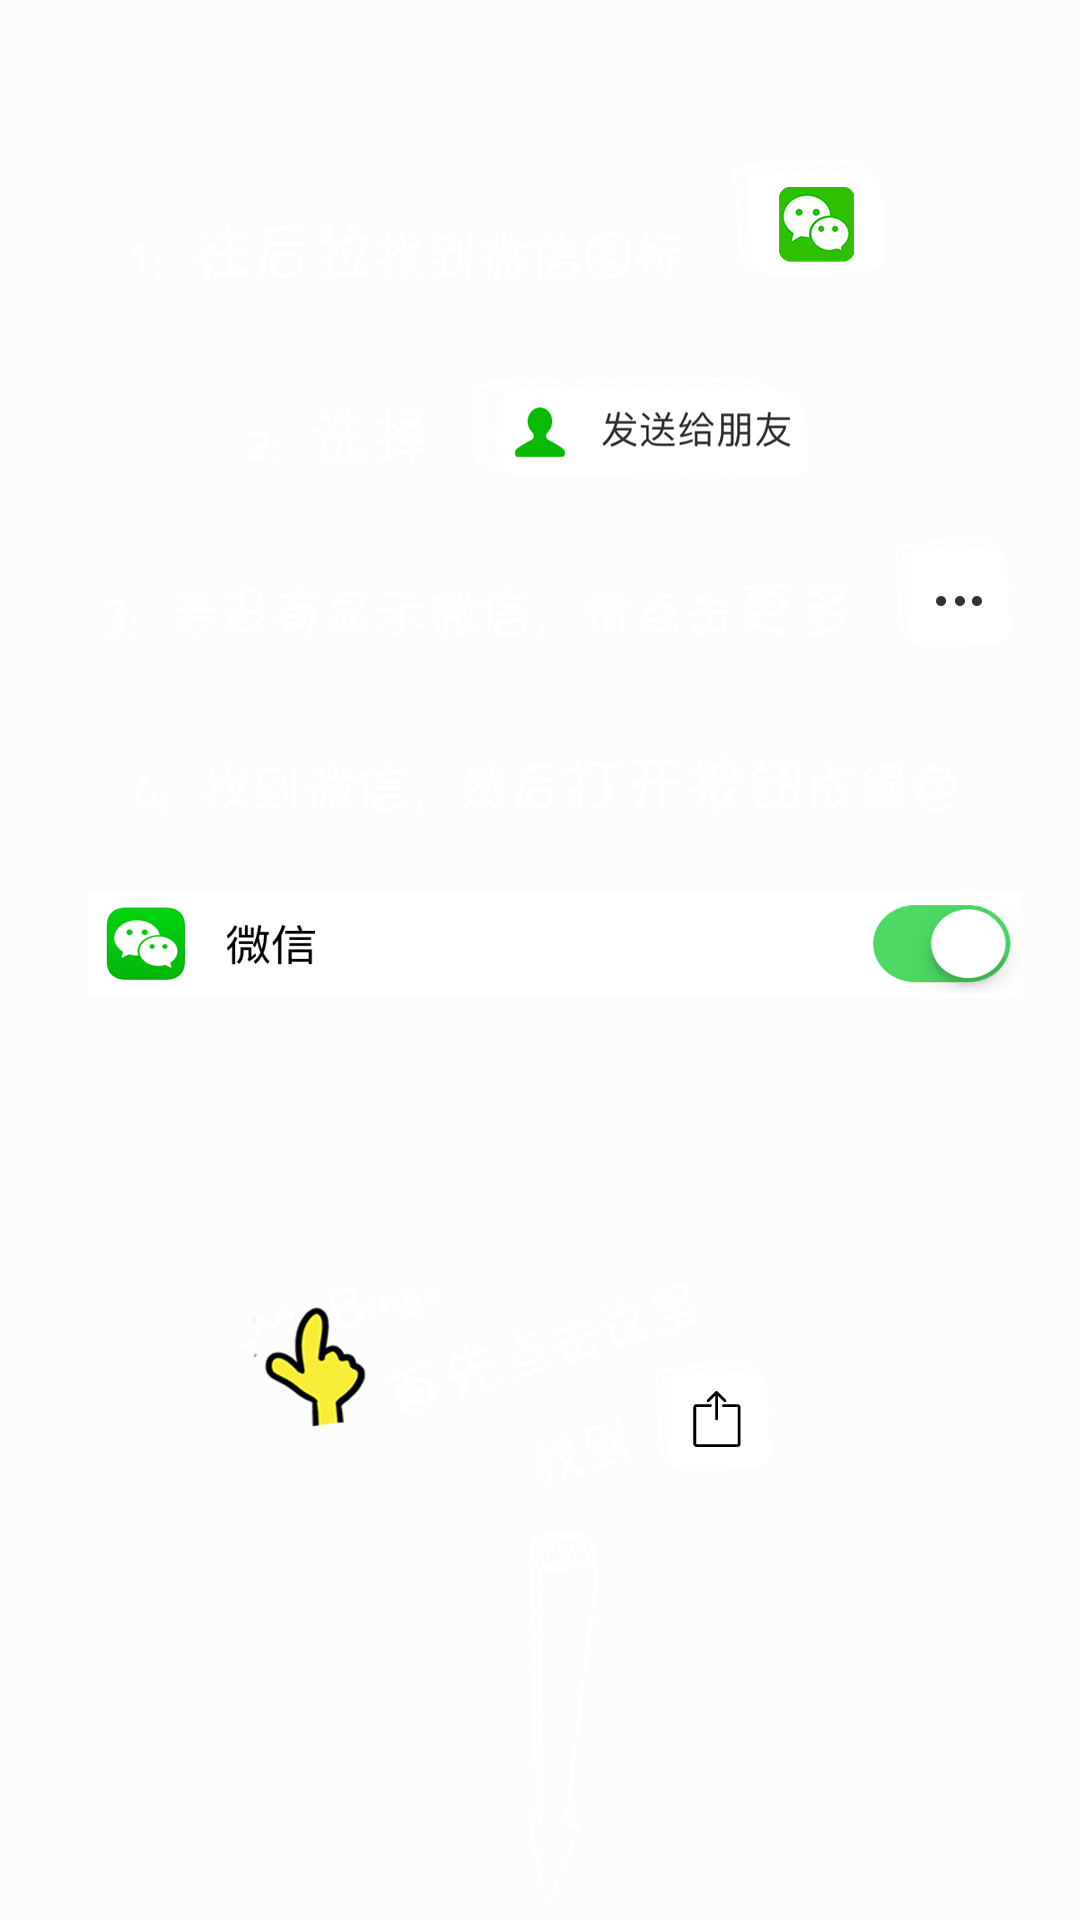 1: 往后拉找到微信图标
2: 选择 发送给朋友
3: 若没有显示微信，请点击更多
4: 找到微信，然后打开按钮成绿色
微信
Bingo
首先点击这里
找到